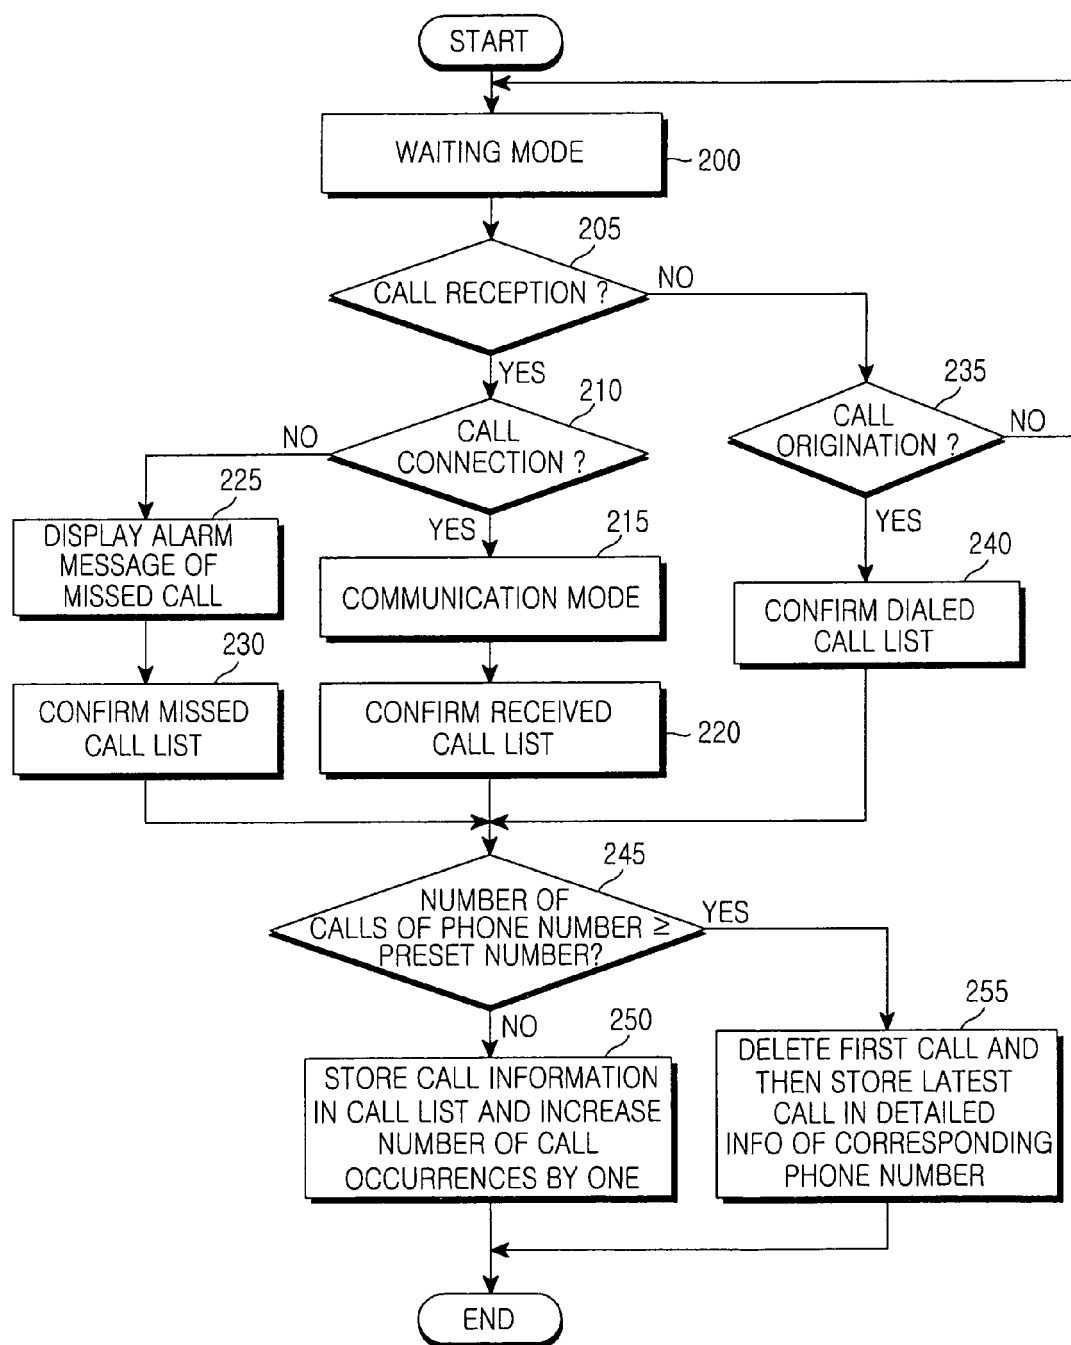 START
WAITING MODE
200
205
CALL RECEPTION ?
NO
YES
210
CALL
CONNECTION ?
NO
YES
235
CALL
ORIGINATION ?
NO
YES
225
DISPLAY ALARM
MESSAGE OF
MISSED CALL
215
COMMUNICATION MODE
240
CONFIRM DIALED
CALL LIST
230
CONFIRM MISSED
CALL LIST
CONFIRM RECEIVED
CALL LIST
220
245
NUMBER OF
CALLS OF PHONE NUMBER ≥
PRESET NUMBER?
YES
NO
250
STORE CALL INFORMATION
IN CALL LIST AND INCREASE
NUMBER OF CALL
OCCURRENCES BY ONE
255
DELETE FIRST CALL AND
THEN STORE LATEST
CALL IN DETAILED
INFO OF CORRESPONDING
PHONE NUMBER
END